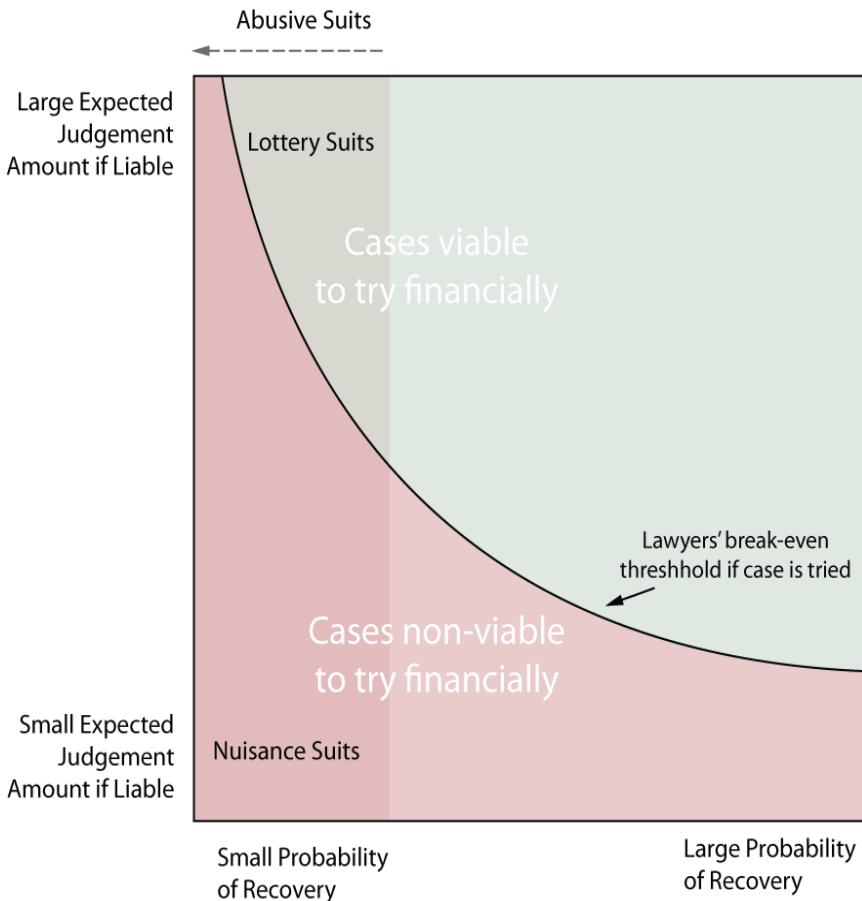 Abusive Suits
Large Expected
Judgement
Amount if Liable
Lottery Suits
Cases viable
to try financially
Lawyers' break-even
threshhold if case is tried
Cases non-viable
to try financially
Small Expected
Judgement
Amount if Liable
Nuisance Suits
Small Probability
of Recovery
Large Probability
of Recovery